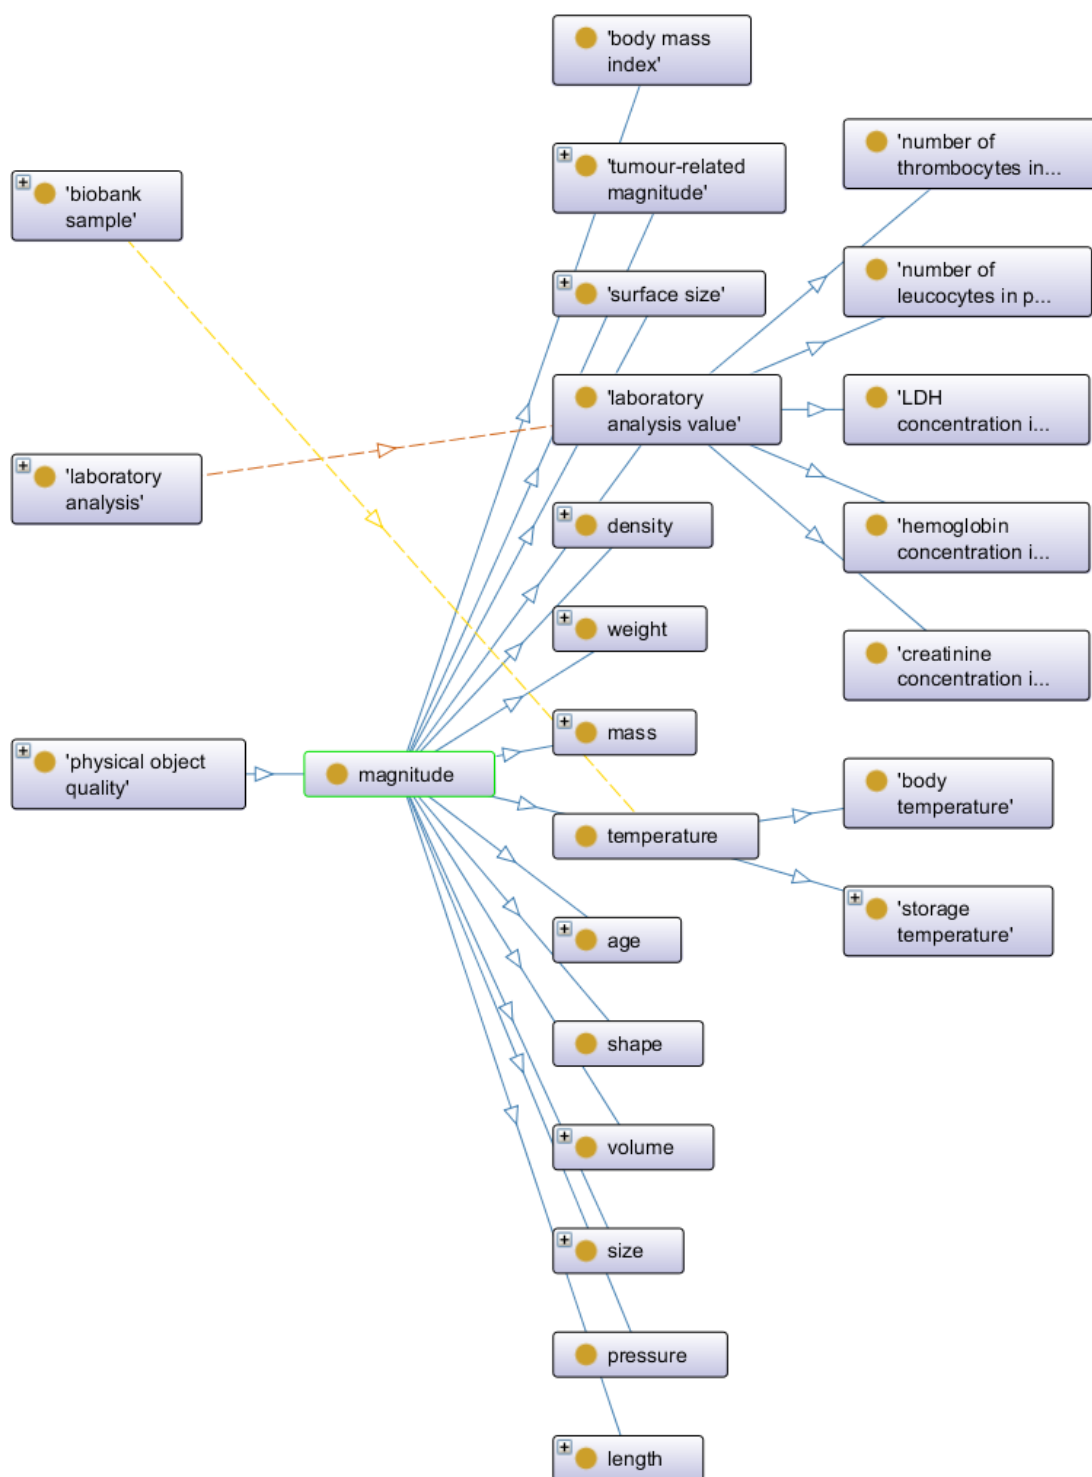 'body mass
index'
'tumour-related
magnitude'
'number of
thrombocytes in...
'biobank
sample'
'surface size'
'number of
leucocytes in p...
'laboratory
analysis value'
'LDH
concentration i...
'laboratory
analysis'
density
'hemoglobin
concentration i...
weight
'creatinine
concentration i...
mass
'physical object
quality'
magnitude
'body
temperature'
temperature
'storage
temperature'
age
shape
volume
size
pressure
length